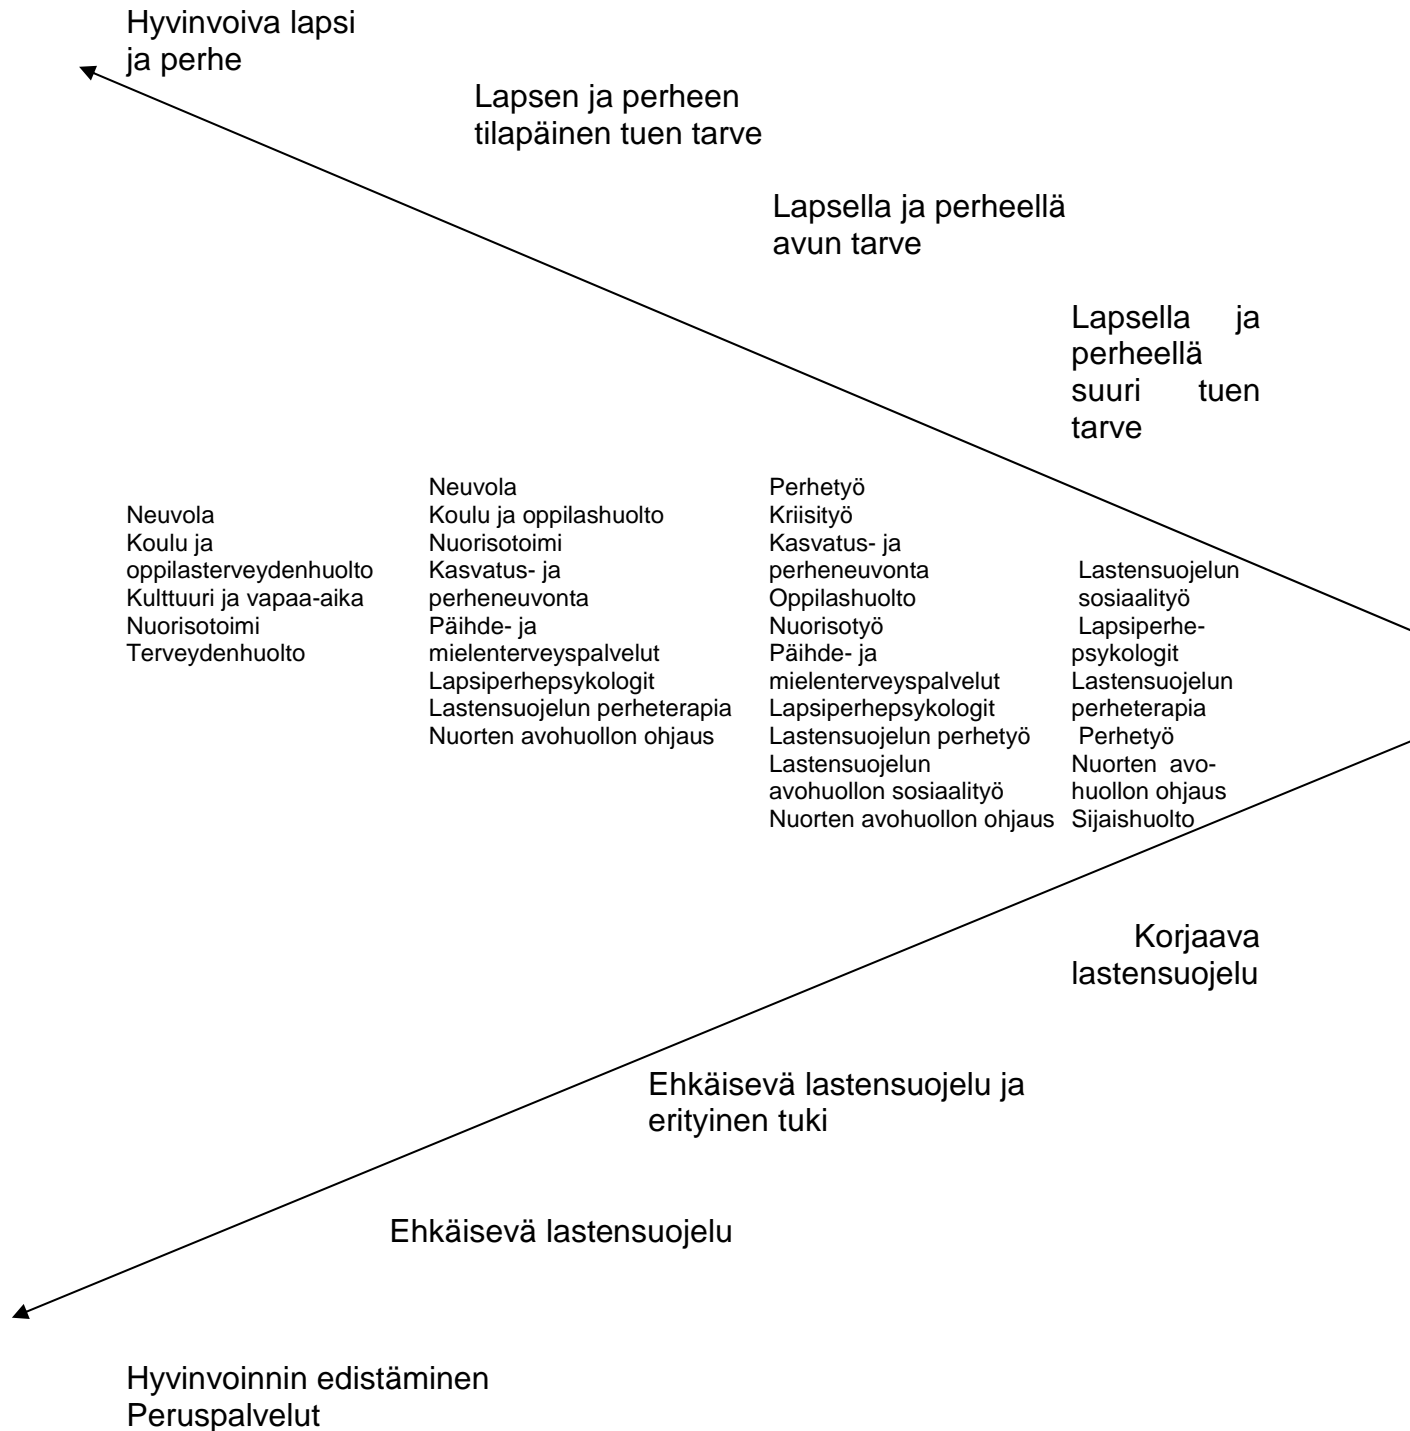 Hyvinvoiva lapsi
ja perhe
Lapsen ja perheen
tilapäinen tuen tarve
Lapsella ja perheellä
avun tarve
Lapsella ja
perheellä
suuri tuen
tarve
Neuvola
Koulu ja
oppilasterveydenhuolto
Kulttuuri ja vapaa-aika
Nuorisotoimi
Terveydenhuolto
Neuvola
Koulu ja oppilashuolto
Nuorisotoimi
Kasvatus- ja
perheneuvonta
Päihde- ja
mielenterveyspalvelut
Lapsiperhepsykologit
Lastensuojelun perheterapia
Nuorten avohuollon ohjaus
Perhetyö
Kriisityö
Kasvatus- ja
perheneuvonta
Oppilashuolto
Nuorisotyö
Päihde- ja
mielenterveyspalvelut
Lapsiperhepsykologit
Lastensuojelun perhetyö
Lastensuojelun
avohuollon sosiaalityö
Nuorten avohuollon ohjaus
Lastensuojelun
sosiaalityö
Lapsiperhe-
psykologit
Lastensuojelun
perheterapia
Perhetyö
Nuorten avo-
huollon ohjaus
Sijaishuolto
Korjaava
lastensuojelu
Ehkäisevä lastensuojelu ja
erityinen tuki
Ehkäisevä lastensuojelu
Hyvinvoinnin edistäminen
Peruspalvelut